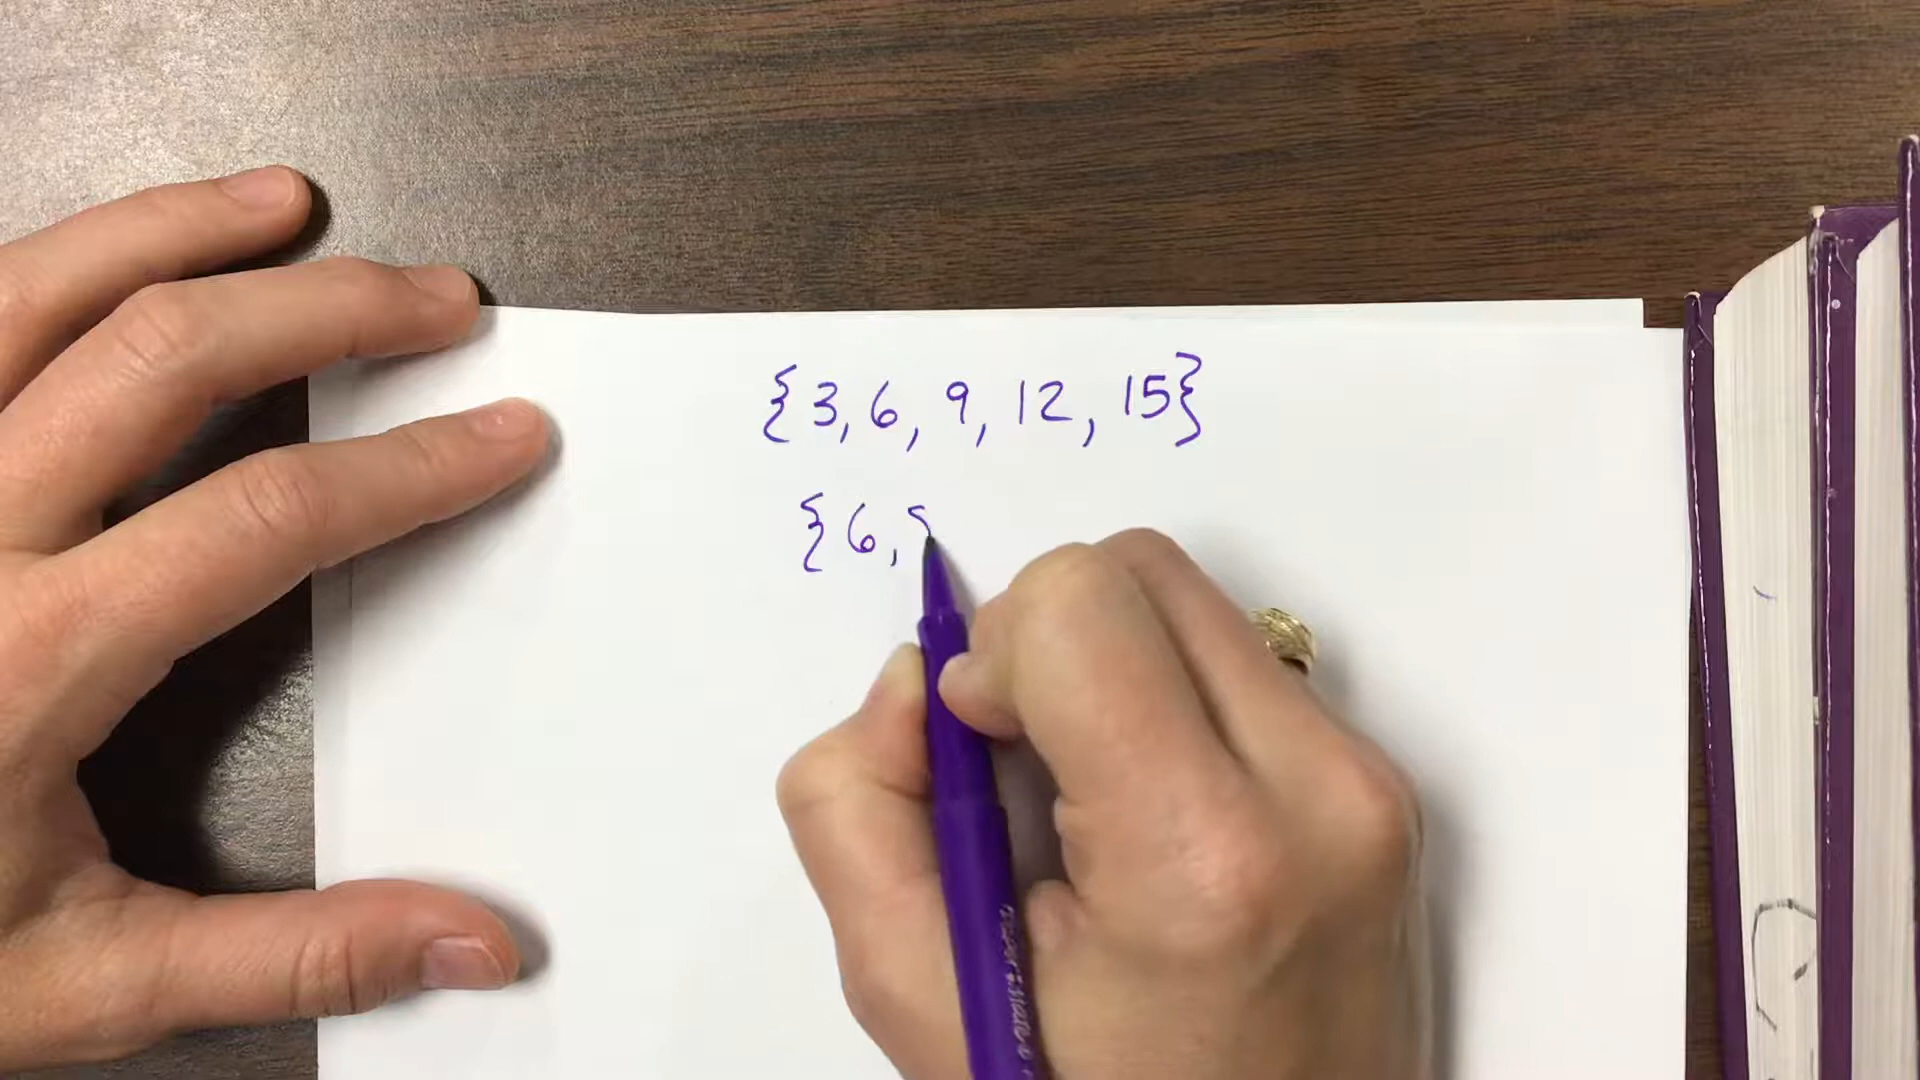 {3, 6, 9, 12, 15}
{6,